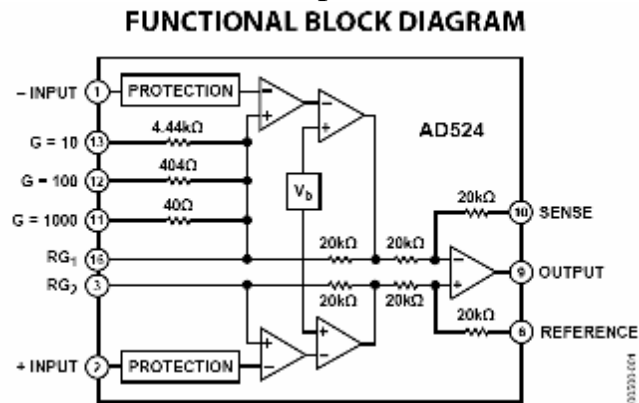 FUNCTIONAL BLOCK DIAGRAM
– INPUT 1 PROTECTION
4.44kΩ
AD524
G = 10 13
404Ω
G = 100 12
Vb
40Ω
20kΩ
G = 1000 11
10 SENSE
RG1 16
20kΩ 20kΩ
9 OUTPUT
RG2 3
20kΩ 20kΩ
20kΩ
6 REFERENCE
+ INPUT 2 PROTECTION